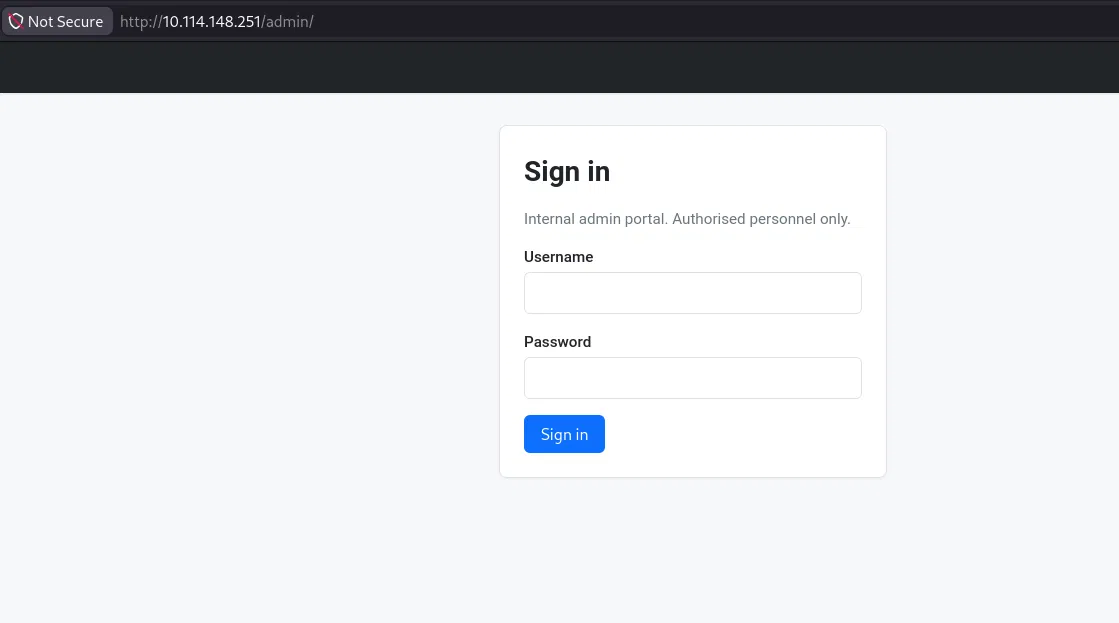 Not Secure http://10.114.148.251/admin/
Sign in
Internal admin portal. Authorised personnel only.
Username
Password
Sign in